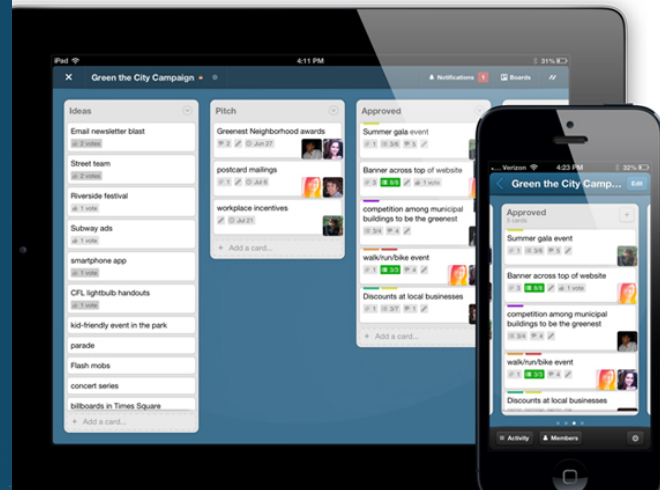 iPad
4:11 PM
31%
Green the City Campaign
Notifications 1
Boards
Ideas
Email newsletter blast
2 votes
Street team
2 votes
Riverside festival
1 vote
Subway ads
1 vote
smartphone app
1 vote
CFL lightbulb handouts
1 vote
kid-friendly event in the park
parade
Flash mobs
concert series
billboards in Times Square
+ Add a card...
Pitch
Greenest Neighborhood awards
2 Jun 27
postcard mailings
1 Jul 6
workplace incentives
Jul 21
+ Add a card...
Approved
Summer gala event
1 3/6 5
Banner across top of website
3 6/6 1 vote
competition among municipal
buildings to be the greenest
3/4 4
walk/run/bike event
1 3/3 4
Discounts at local businesses
1 3/7 1
+ Add a card...
Verizon
4:23 PM
32%
Green the City Camp...
Edit
Approved
5 cards
+
Summer gala event
1 3/6 5
Banner across top of website
3 6/6 1 vote
competition among municipal
buildings to be the greenest
3/4 4
walk/run/bike event
1 3/3 4
Discounts at local businesses
Activity
Members